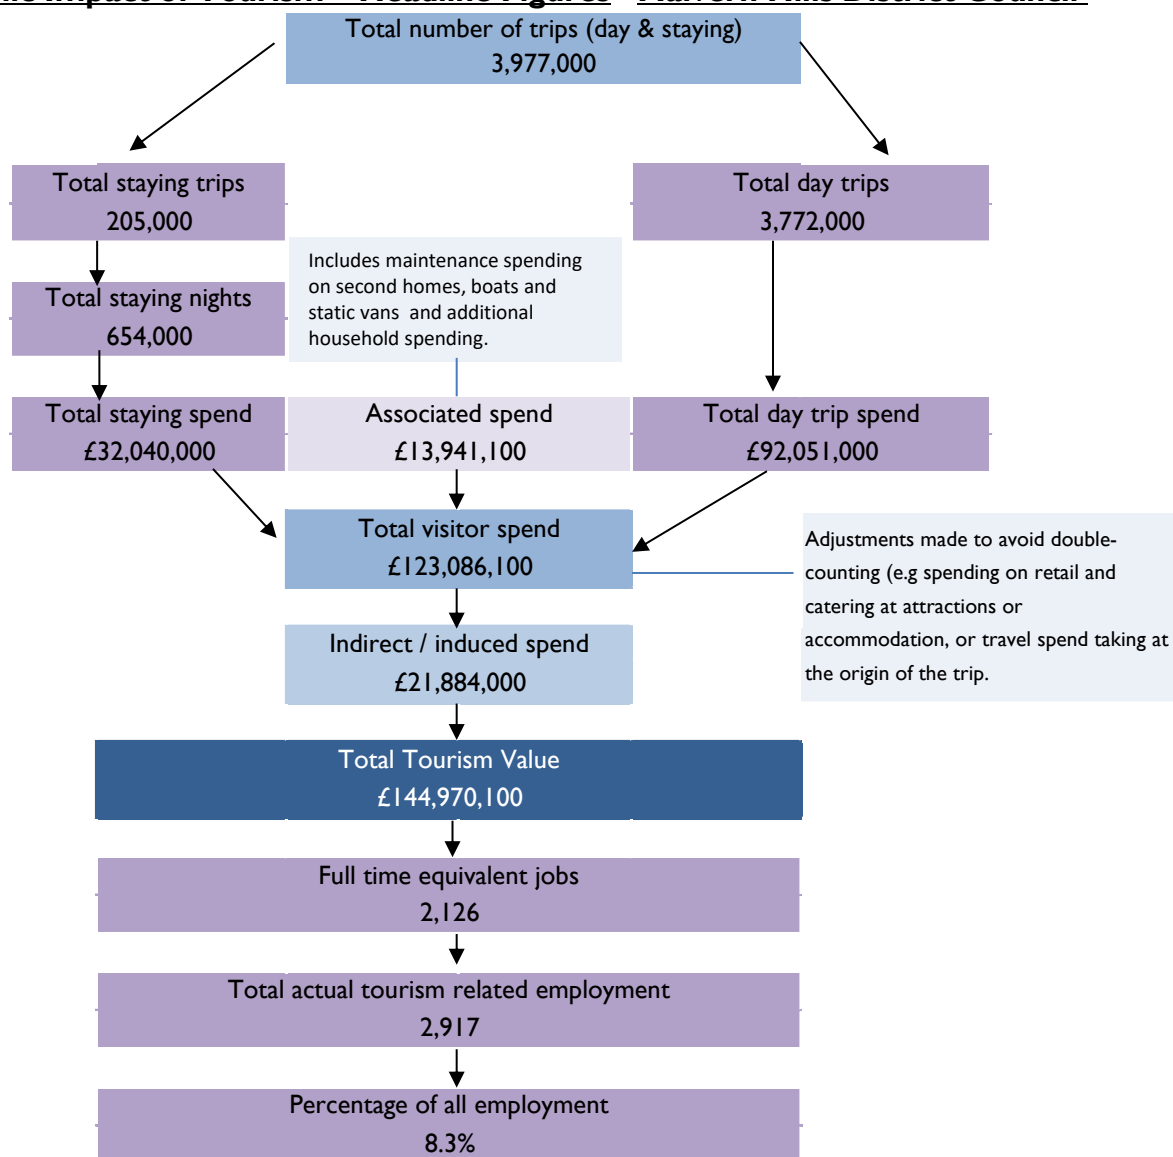 Impact of Tourism - Headline Figures
Total number of trips (day & staying)
3,977,000
Total staying trips
205,000
Total day trips
3,772,000
Includes maintenance spending
on second homes, boats and
static vans and additional
household spending.
Total staying nights
654,000
Total staying spend
£32,040,000
Associated spend
£13,941,100
Total day trip spend
£92,051,000
Total visitor spend
£123,086,100
Adjustments made to avoid double-
counting (e.g spending on retail and
catering at attractions or
accommodation, or travel spend taking at
the origin of the trip.
Indirect / induced spend
£21,884,000
Total Tourism Value
£144,970,100
Full time equivalent jobs
2,126
Total actual tourism related employment
2,917
Percentage of all employment
8.3%